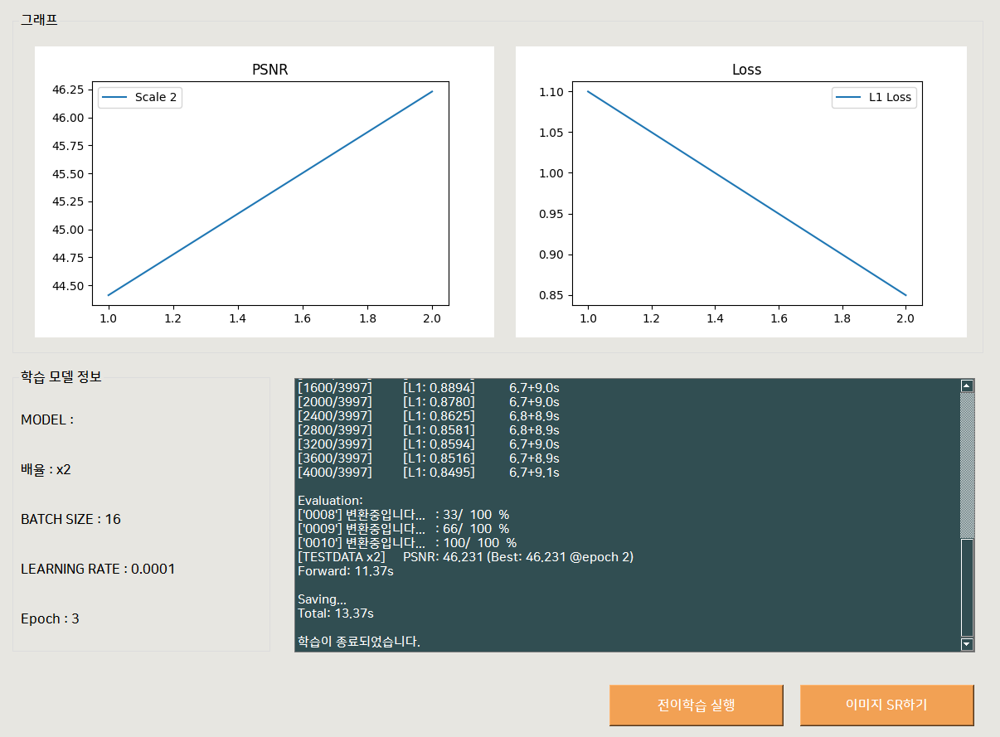 그래프
PSNR
Scale 2
46.25
46.00
45.75
45.50
45.25
45.00
44.75
44.50
1.0 1.2 1.4 1.6 1.8 2.0
Loss
L1 Loss
1.10
1.05
1.00
0.95
0.90
0.85
1.0 1.2 1.4 1.6 1.8 2.0
학습 모델 정보
MODEL :
배율 : x2
BATCH SIZE : 16
LEARNING RATE : 0.0001
Epoch : 3
[1600/3997] [L1: 0.8894] 6.7+9.0s
[2000/3997] [L1: 0.8780] 6.7+9.0s
[2400/3997] [L1: 0.8625] 6.8+8.9s
[2800/3997] [L1: 0.8581] 6.8+8.9s
[3200/3997] [L1: 0.8594] 6.7+9.0s
[3600/3997] [L1: 0.8516] 6.7+8.9s
[4000/3997] [L1: 0.8495] 6.7+9.1s
Evaluation:
['0008'] 변환중입니다... : 33/ 100 %
['0009'] 변환중입니다... : 66/ 100 %
['0010'] 변환중입니다... : 100/ 100 %
[TESTDATA x2] PSNR: 46.231 (Best: 46.231 @epoch 2)
Forward: 11.37s
Saving...
Total: 13.37s
학습이 종료되었습니다.
전이학습 실행
이미지 SR하기